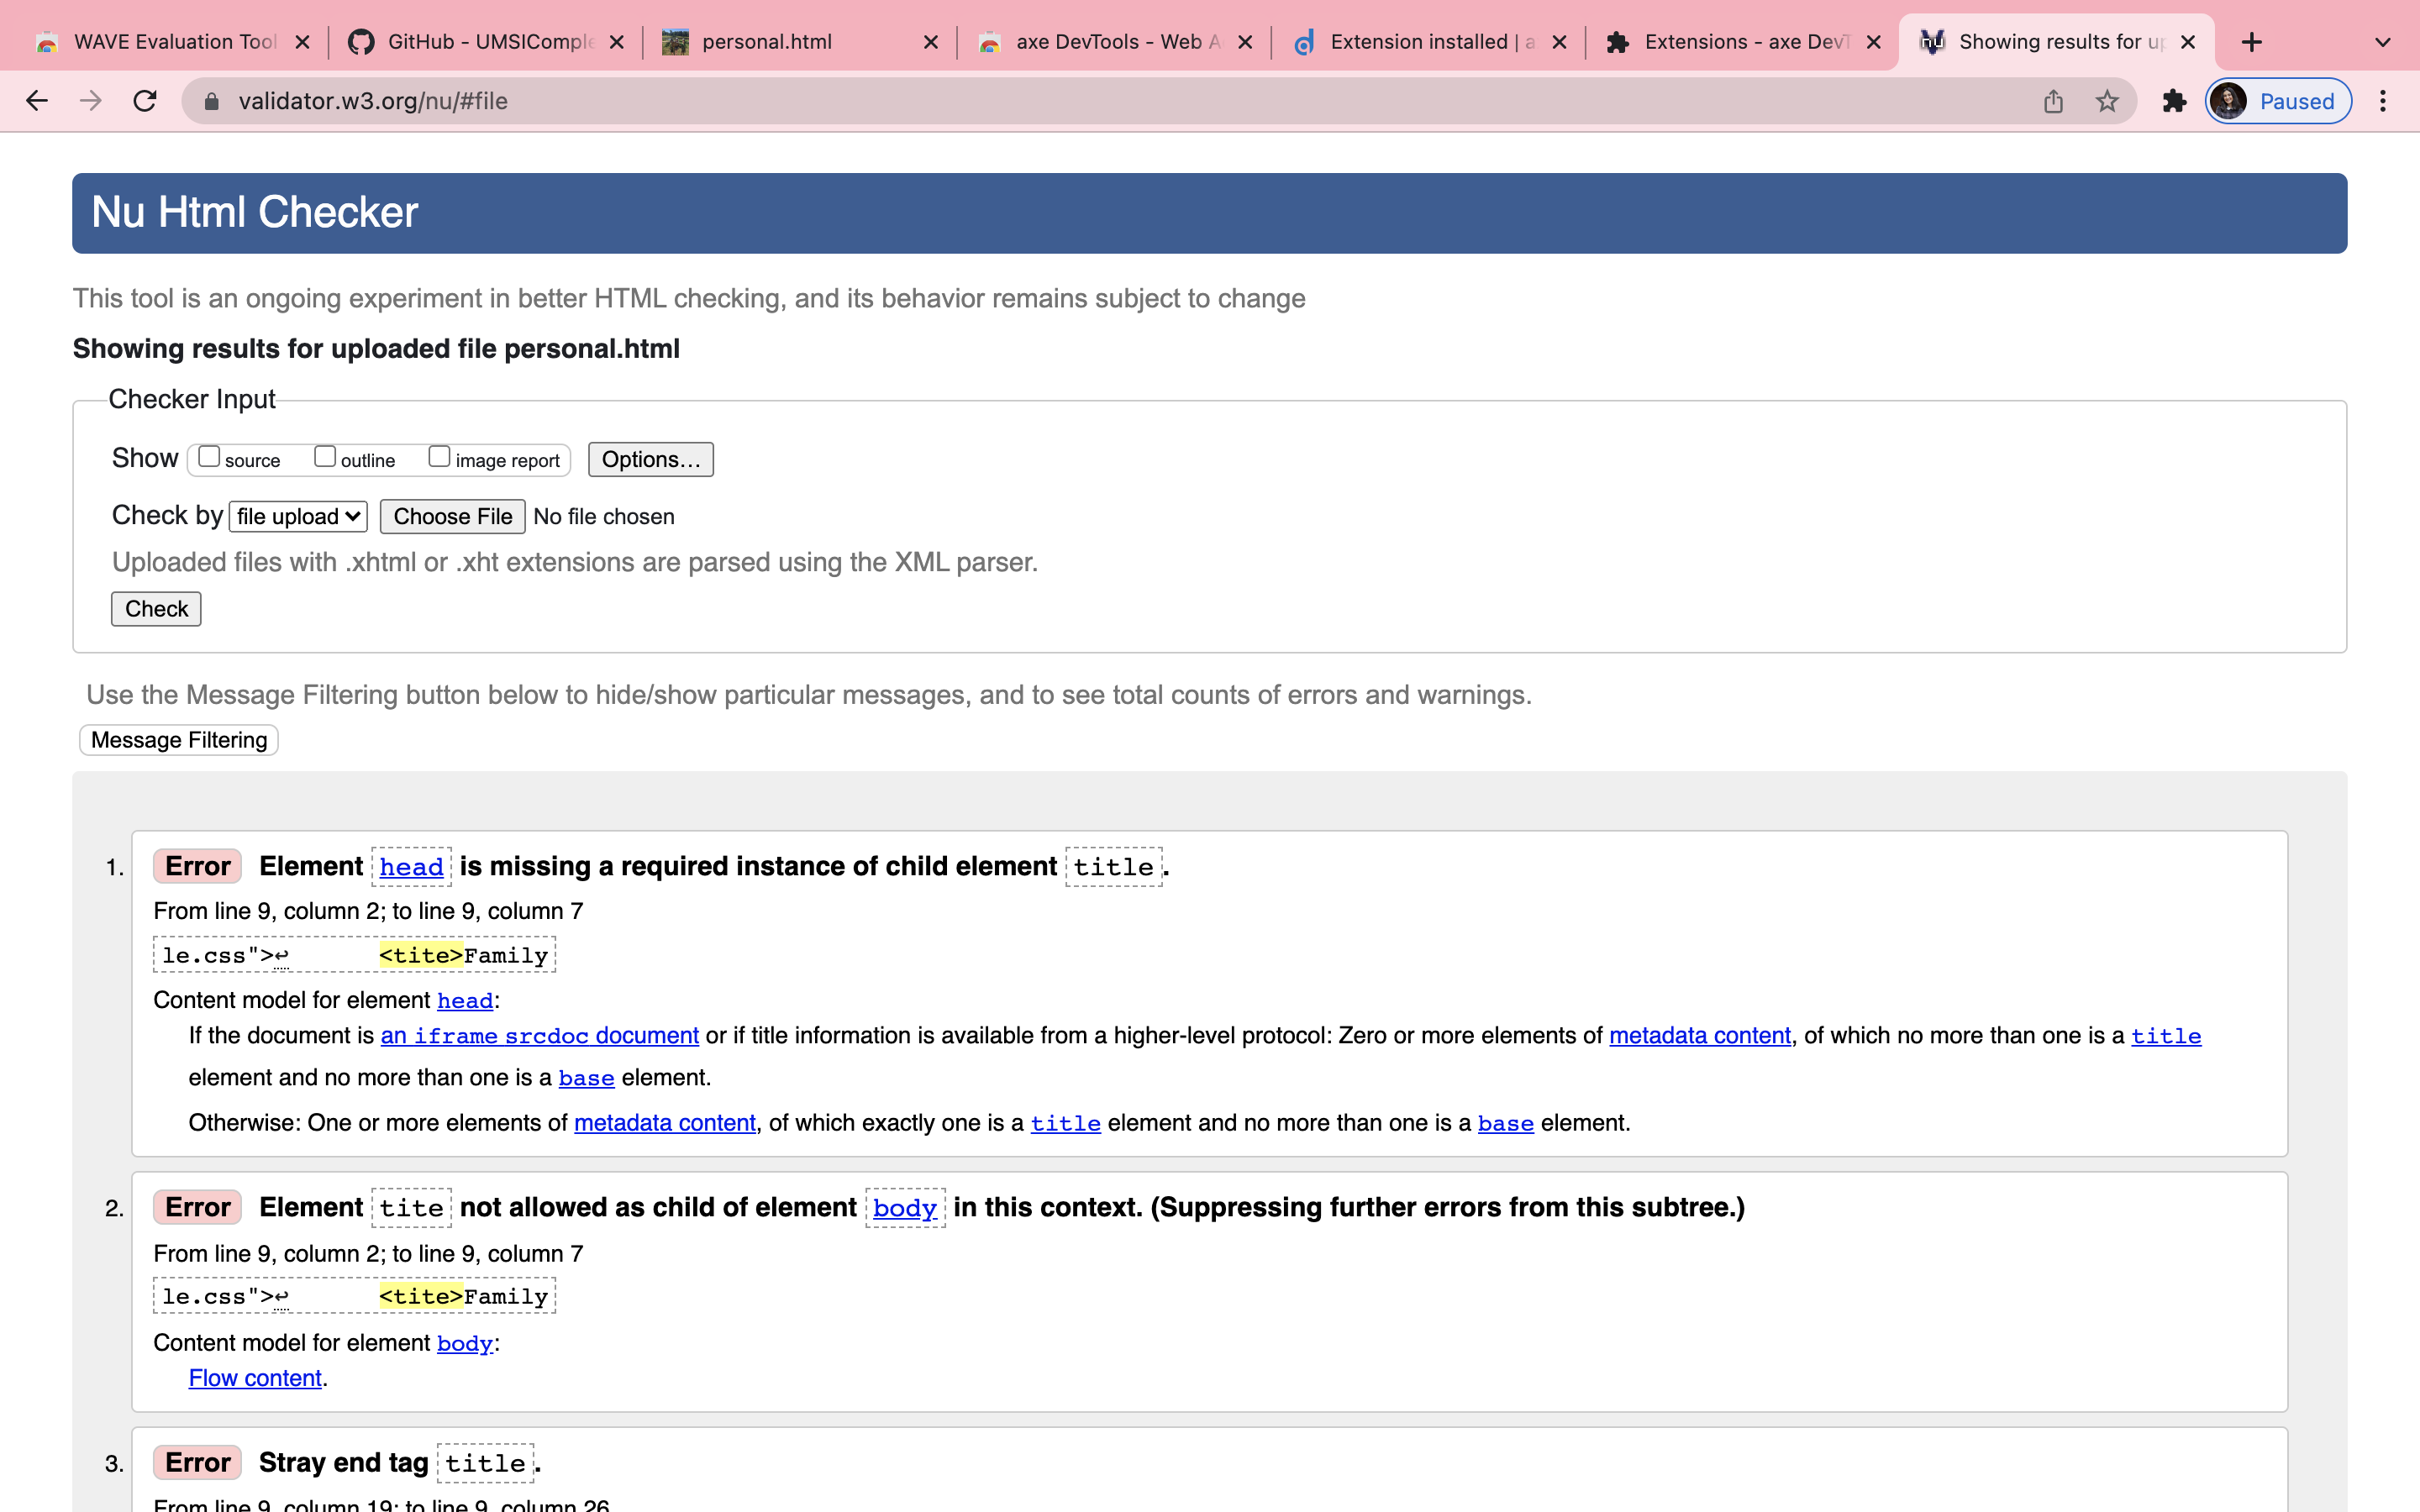 WAVE Evaluation Tool
GitHub - UMSIComple
personal.html
axe DevTools - Web A
Extension installed | a
Extensions - axe DevT
Showing results for up
validator.w3.org/nu/#file
Paused
Nu Html Checker
This tool is an ongoing experiment in better HTML checking, and its behavior remains subject to change
Showing results for uploaded file personal.html
Checker Input
Show source outline image report Options…
Check by file upload Choose File No file chosen
Uploaded files with .xhtml or .xht extensions are parsed using the XML parser.
Check
Use the Message Filtering button below to hide/show particular messages, and to see total counts of errors and warnings.
Message Filtering
1. Error Element head is missing a required instance of child element title.
From line 9, column 2; to line 9, column 7
le.css">↩ <tite>Family
Content model for element head:
If the document is an iframe srcdoc document or if title information is available from a higher-level protocol: Zero or more elements of metadata content, of which no more than one is a title
element and no more than one is a base element.
Otherwise: One or more elements of metadata content, of which exactly one is a title element and no more than one is a base element.
2. Error Element tite not allowed as child of element body in this context. (Suppressing further errors from this subtree.)
From line 9, column 2; to line 9, column 7
le.css">↩ <tite>Family
Content model for element body:
Flow content.
3. Error Stray end tag title.
From line 9, column 19; to line 9, column 26